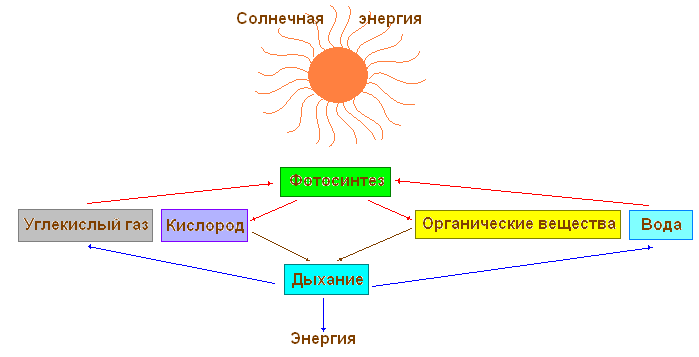 Солнечная энергия
Фотосинтез
Углекислый газ
Кислород
Органические вещества
Вода
Дыхание
Энергия